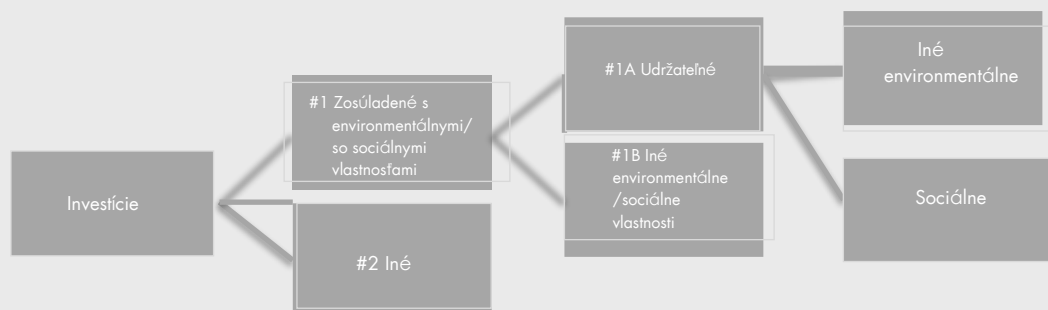 Investície
#1 Zosúladené s
environmentálnymi/
so sociálnymi
vlastnosťami
#2 Iné
#1A Udržateľné
#1B Iné
environmentálne
/sociálne
vlastnosti
Iné
environmentálne
Sociálne